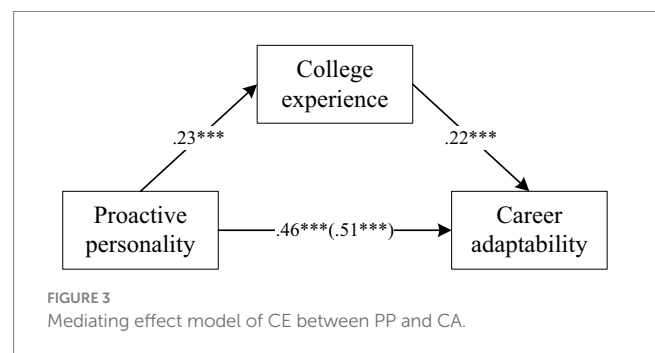 College
experience
.23***
.22***
Proactive
personality
.46***(.51***)
Career
adaptability
FIGURE 3
Mediating effect model of CE between PP and CA.